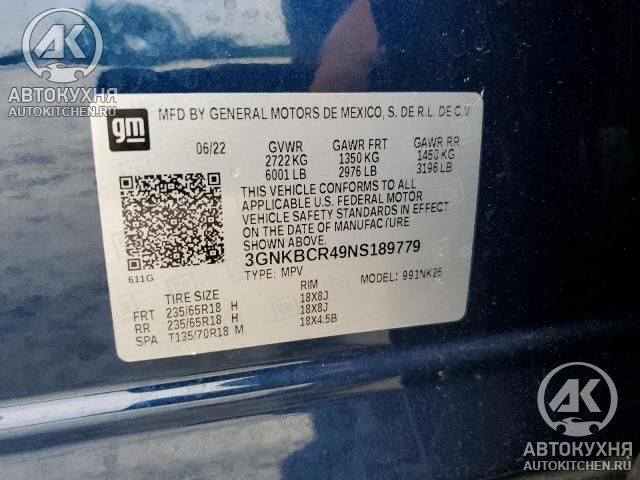 АК
АВТОКУХНЯ
AUTOKITCHEN.RU
gm
MFD BY GENERAL MOTORS DE MEXICO, S. DE R.L. DE C.V.
06/22 GVWR GAWR FRT GAWR RR
2722 KG 1350 KG 1450 KG
6001 LB 2976 LB 3196 LB
THIS VEHICLE CONFORMS TO ALL
APPLICABLE U.S. FEDERAL MOTOR
VEHICLE SAFETY STANDARDS IN EFFECT
ON THE DATE OF MANUFACTURE
SHOWN ABOVE.
611G
3GNKBCR49NS189779
TYPE: MPV MODEL: 991NK26
TIRE SIZE RIM
FRT 235/65R18 H 18X8J
RR 235/65R18 H 18X8J
SPA T135/70R18 M 18X4.5B
АК
АВТОКУХНЯ
AUTOKITCHEN.RU